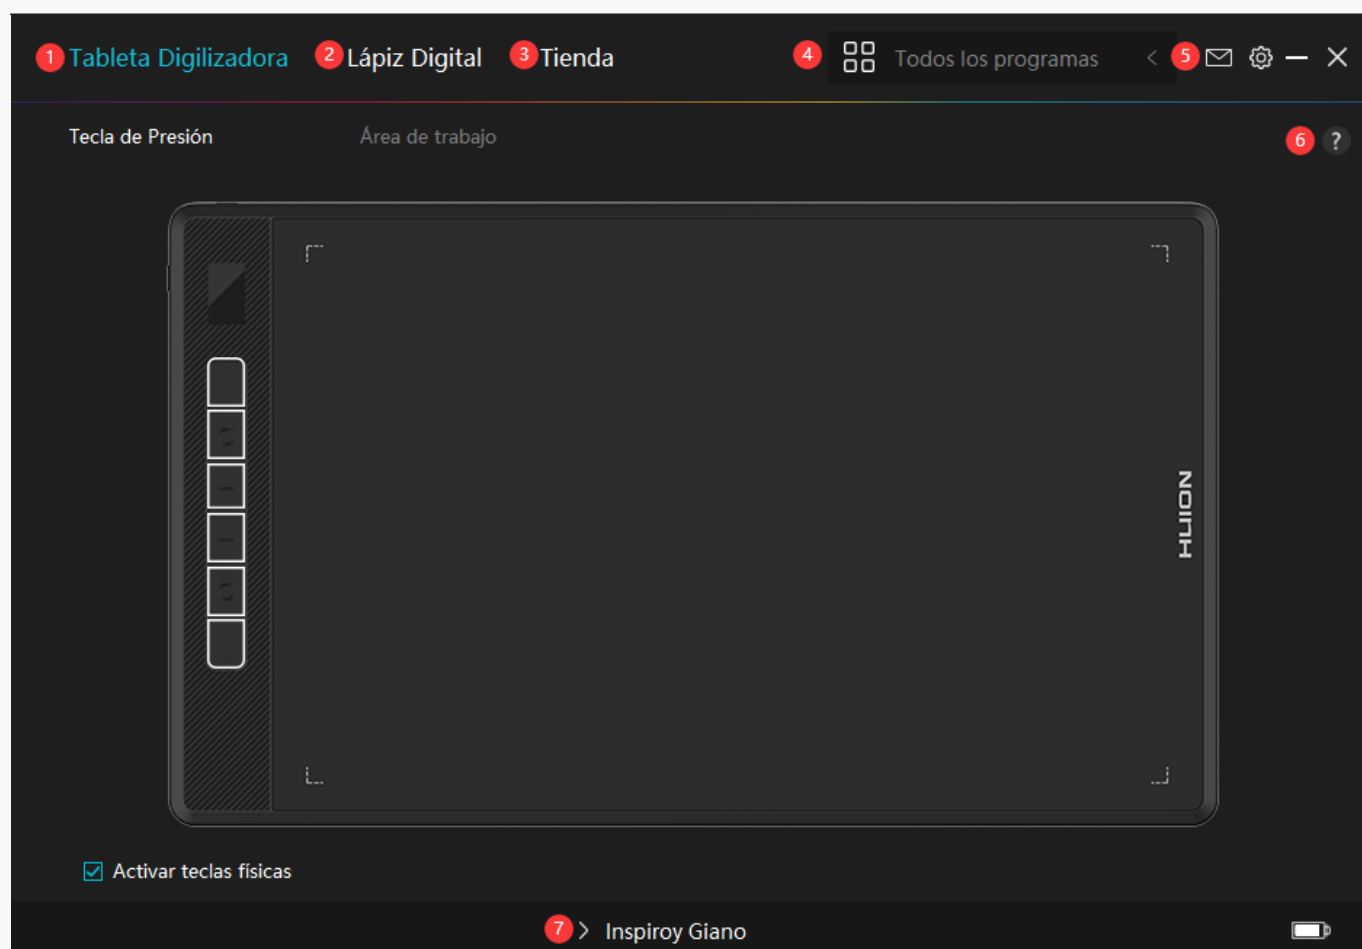 1 Tableta Digilizadora 2 Lápiz Digital 3 Tienda 4 Todos los programas < 5
Tecla de Presión Área de trabajo 6 ?
HUION
Activar teclas físicas
7 > Inspiroy Giano